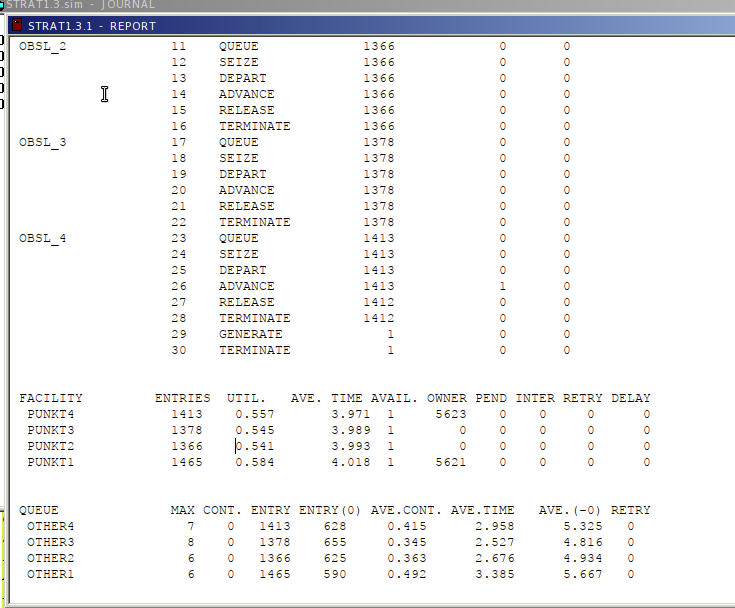 STRAT1.3 sim - JOURNAL
STRAT1.3.1 - REPORT
OBSL_2 11 QUEUE 1366 0 0
12 SEIZE 1366 0 0
13 DEPART 1366 0 0
14 ADVANCE 1366 0 0
15 RELEASE 1366 0 0
16 TERMINATE 1366 0 0
OBSL_3 17 QUEUE 1378 0 0
18 SEIZE 1378 0 0
19 DEPART 1378 0 0
20 ADVANCE 1378 0 0
21 RELEASE 1378 0 0
22 TERMINATE 1378 0 0
OBSL_4 23 QUEUE 1413 0 0
24 SEIZE 1413 0 0
25 DEPART 1413 0 0
26 ADVANCE 1413 1 0
27 RELEASE 1412 0 0
28 TERMINATE 1412 0 0
29 GENERATE 1 0 0
30 TERMINATE 1 0 0
FACILITY ENTRIES UTIL. AVE. TIME AVAIL. OWNER PEND INTER RETRY DELAY
PUNKT4 1413 0.557 3.971 1 5623 0 0 0 0
PUNKT3 1378 0.545 3.989 1 0 0 0 0 0
PUNKT2 1366 0.541 3.993 1 0 0 0 0 0
PUNKT1 1465 0.584 4.018 1 5621 0 0 0 0
QUEUE MAX CONT. ENTRY ENTRY(0) AVE.CONT. AVE.TIME AVE.(-0) RETRY
OTHER4 7 0 1413 628 0.415 2.958 5.325 0
OTHER3 8 0 1378 655 0.345 2.527 4.816 0
OTHER2 6 0 1366 625 0.363 2.676 4.934 0
OTHER1 6 0 1465 590 0.492 3.385 5.667 0